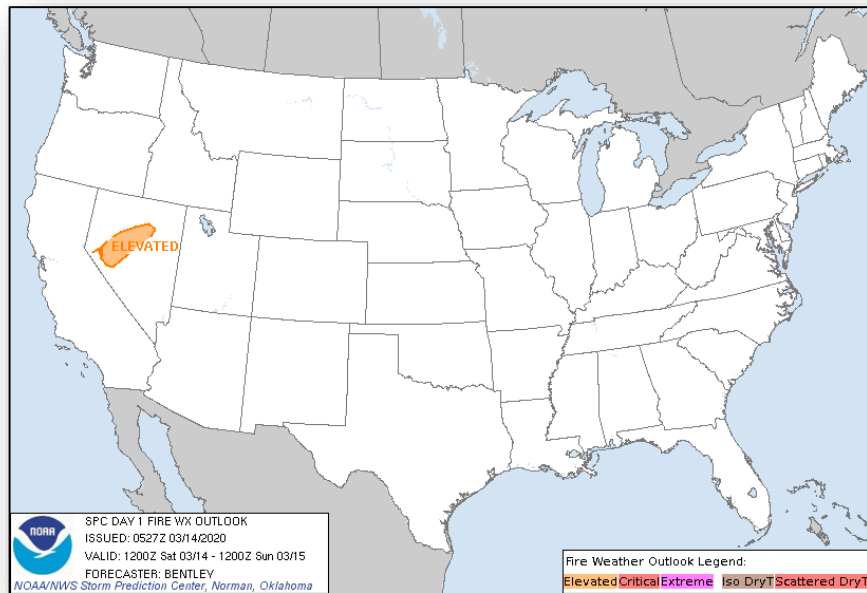 ELEVATED
NOAA
SPC DAY 1 FIRE WX OUTLOOK
ISSUED: 0527Z 03/14/2020
VALID: 1200Z Sat 03/14 - 1200Z Sun 03/15
FORECASTER: BENTLEY
NOAA/NWS Storm Prediction Center, Norman, Oklahoma
Fire Weather Outlook Legend:
Elevated Critical Extreme Iso DryT Scattered DryT